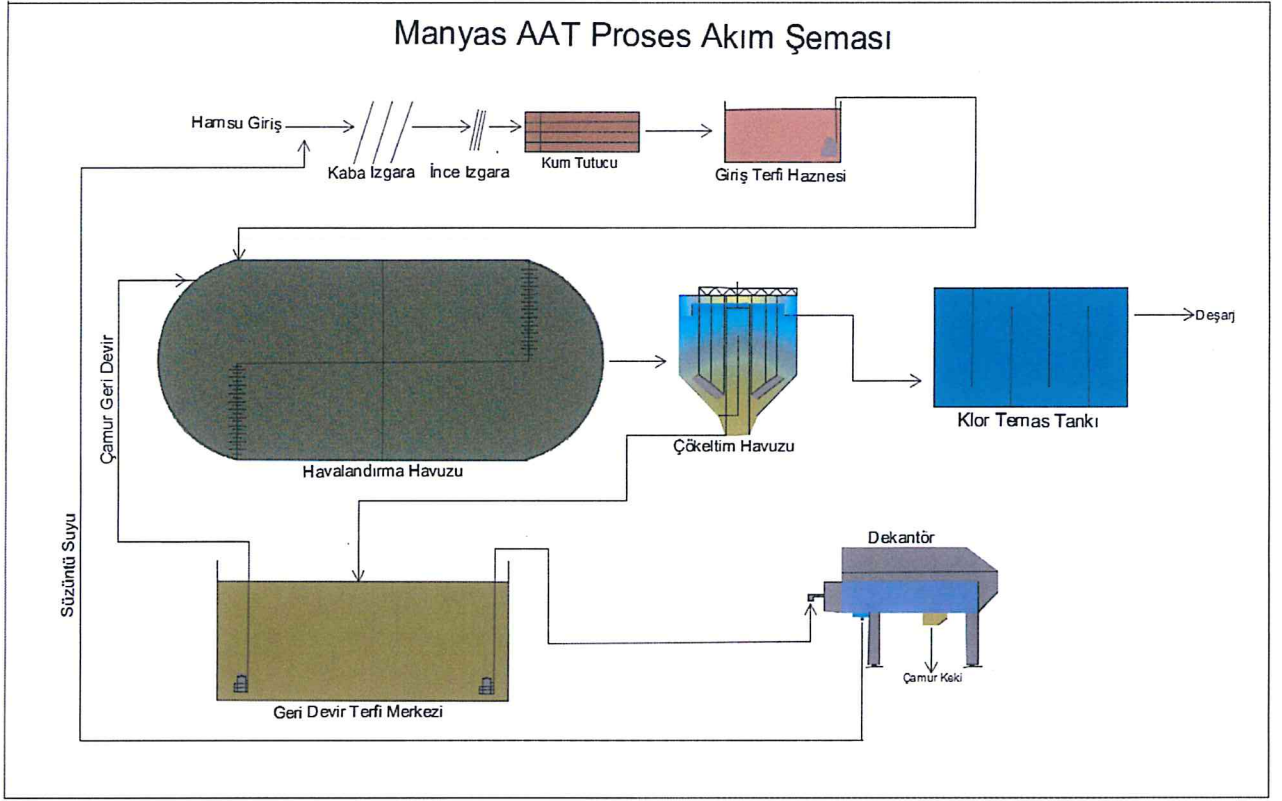 Manyas AAT Proses Akım Şeması
Hamsu Giriş
Kaba Izgara
İnce Izgara
Kum Tutucu
Giriş Terfi Haznesi
Çamur Geri Devir
Havalandırma Havuzu
Çökeltim Havuzu
Klor Temas Tankı
Deşarj
Süzüntü Suyu
Geri Devir Terfi Merkezi
Dekantör
Çamur Keki